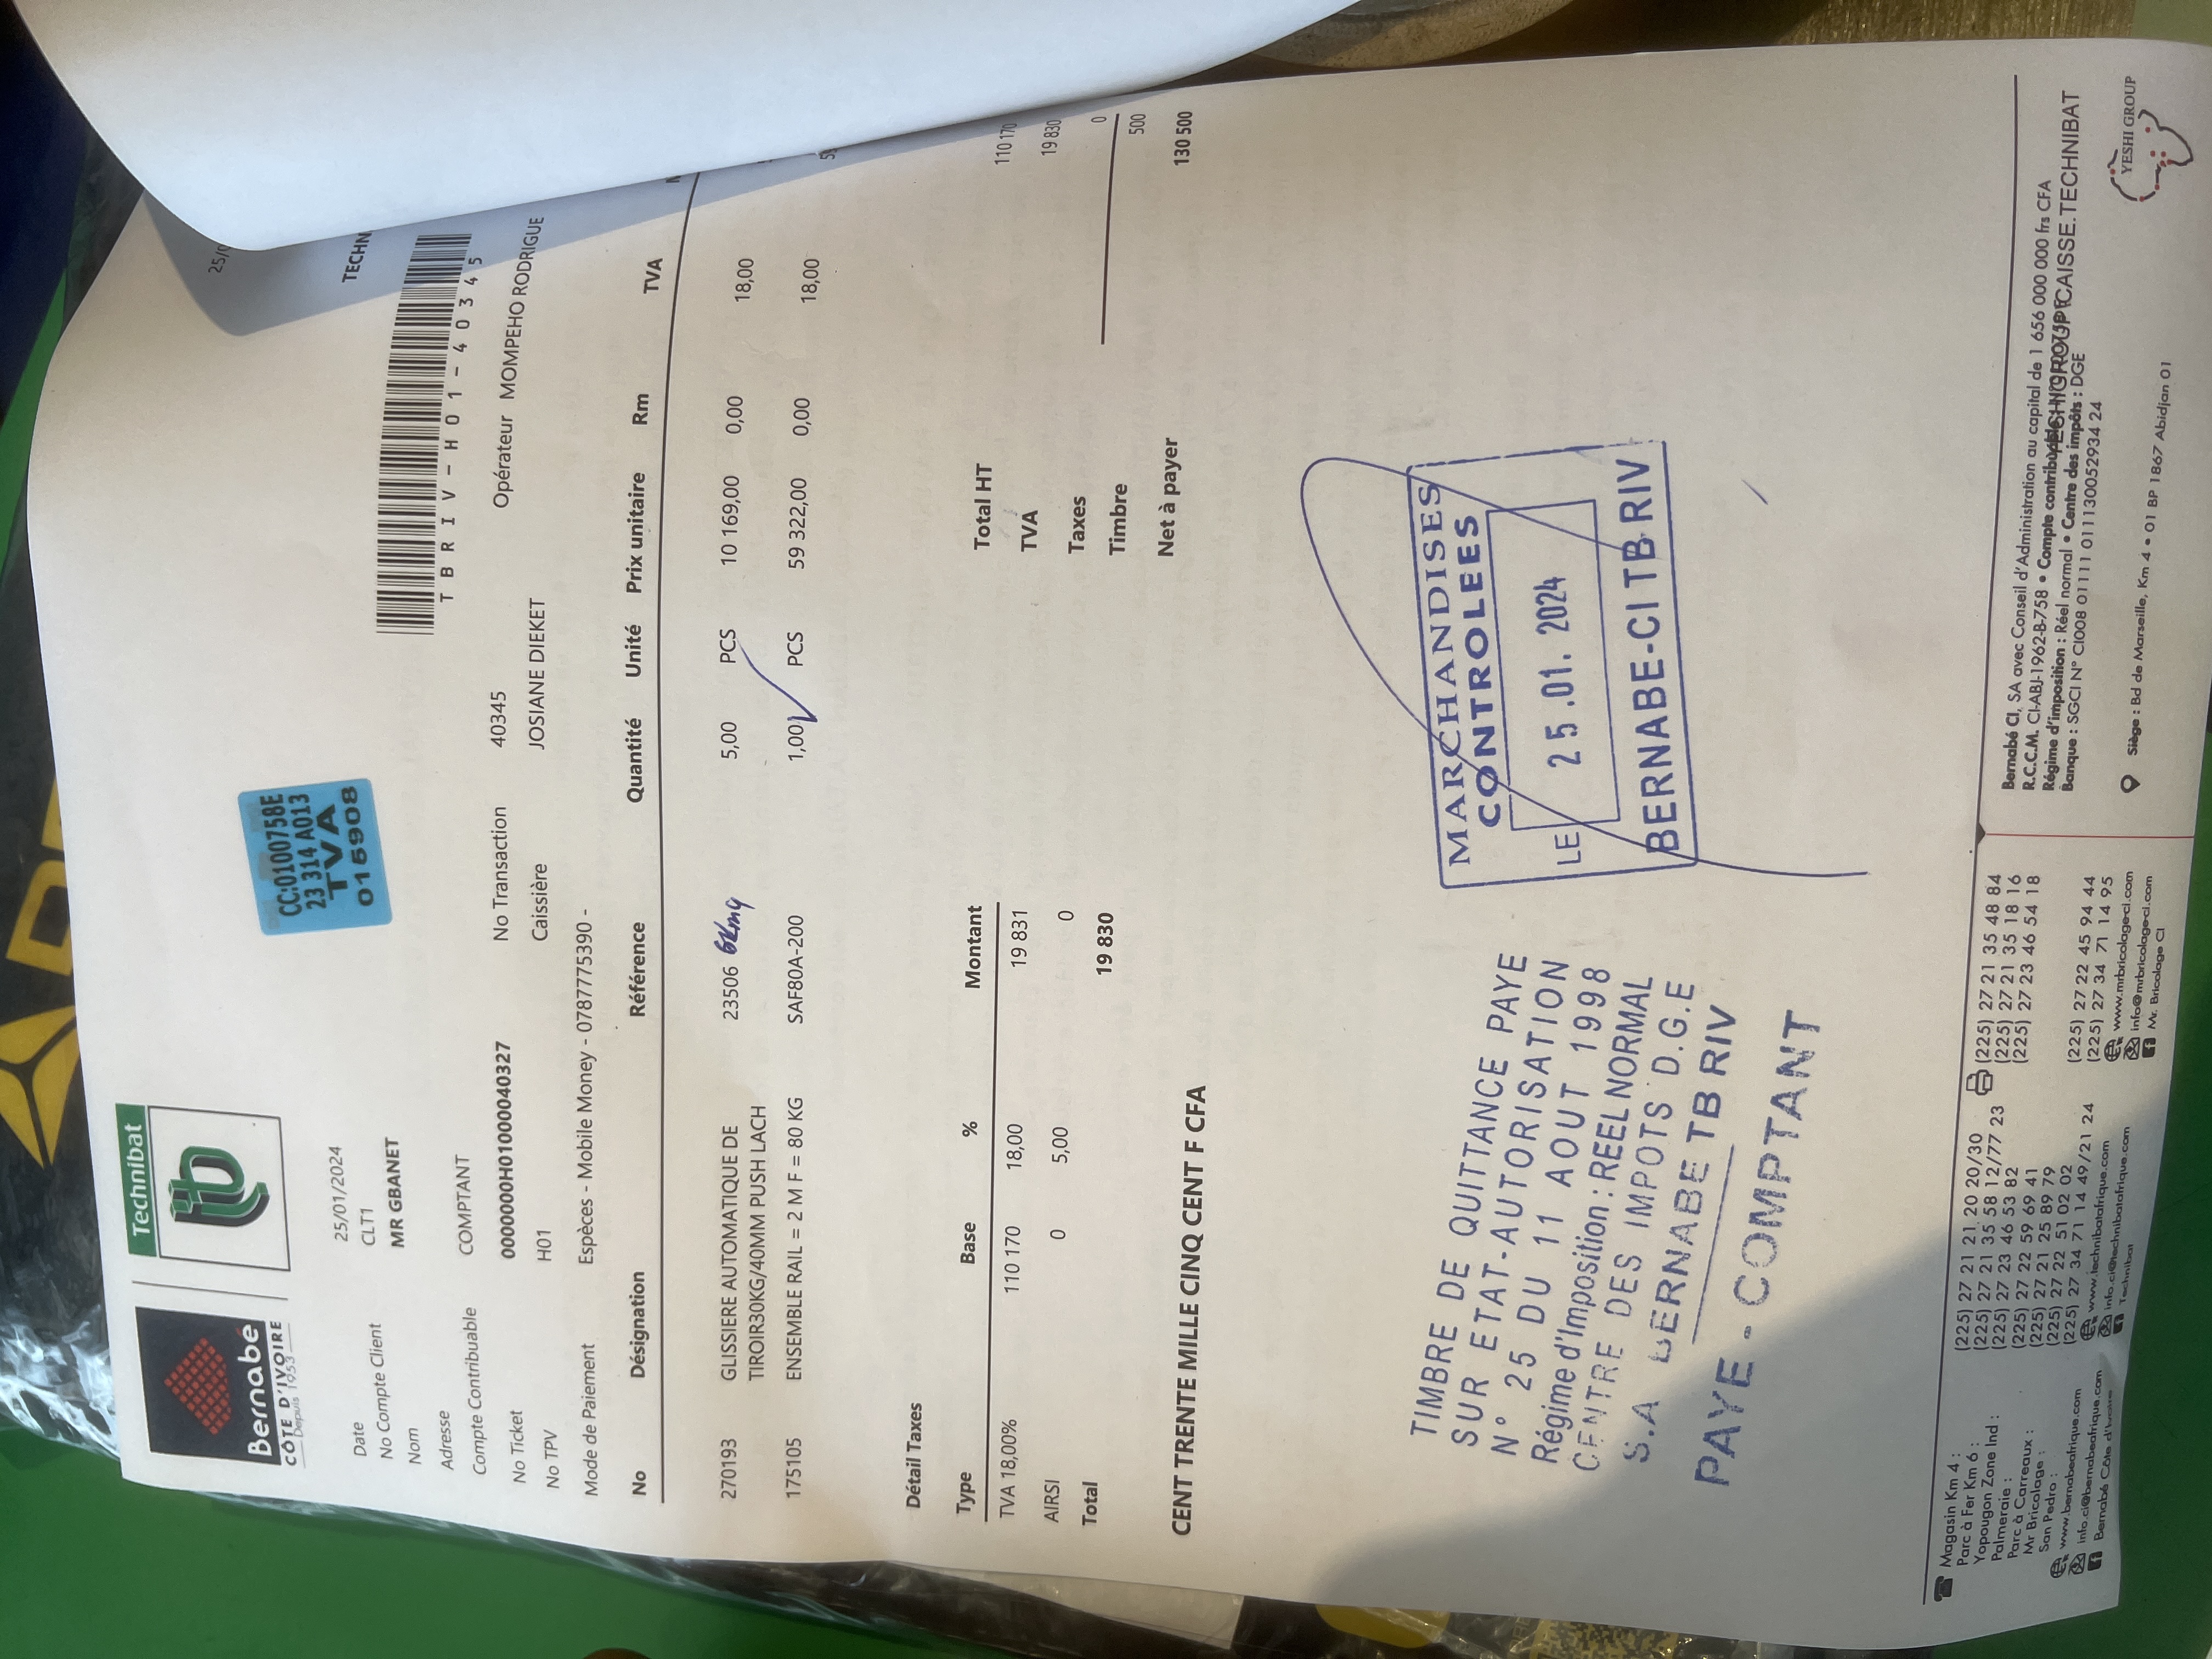 Bernabé
CÔTE D'IVOIRE
Depuis 1953
Technibat
Date 25/01/2024
No Compte Client CLT1
Nom MR GBANET
Adresse
Compte Contribuable COMPTANT
No Ticket 000000H01000040327 No Transaction 40345 Opérateur MOMPEHO RODRIGUE
No TPV H01 Caissière JOSIANE DIEKET
Mode de Paiement Espèces - Mobile Money - 0787775390 -
CC:0100758E
23 314 A013
TVA
015908
25/0
TECHN
TBRIV-H01-40345
No Désignation Référence Quantité Unité Prix unitaire Rm TVA
270193 GLISSIERE AUTOMATIQUE DE 23506 5,00 PCS 10 169,00 0,00 18,00
TIROIR30KG/40MM PUSH LACH
175105 ENSEMBLE RAIL = 2 M F = 80 KG SAF80A-200 1,00 PCS 59 322,00 0,00 18,00
Détail Taxes
Type Base % Montant
TVA 18,00% 110 170 18,00 19 831
AIRSI 0 5,00 0
Total 19 830
Total HT 110 170
TVA 19 830
Taxes 0
Timbre 500
Net à payer 130 500
CENT TRENTE MILLE CINQ CENT F CFA
TIMBRE DE QUITTANCE PAYE
SUR ETAT-AUTORISATION
N° 25 DU 11 AOUT 1998
Régime d'Imposition : REEL NORMAL
CENTRE DES IMPOTS D.G.E
S.A BERNABE TB RIV
PAYE - COMPTANT
MARCHANDISES
CONTROLEES
LE 25.01.2024
BERNABE-CI TB RIV
Magasin Km 4 : (225) 27 21 21 20 20/30 (225) 27 21 35 48 84
Parc à Fer Km 6 : (225) 27 21 35 58 12/77 23 (225) 27 21 35 18 16
Yopougon Zone Ind : (225) 27 23 46 53 82 (225) 27 23 46 54 18
Palmeraie : (225) 27 22 59 69 41
Parc à Carreaux : (225) 27 21 25 89 79
Mr Bricolage : (225) 27 22 51 02 02 (225) 27 22 45 94 44
San Pedro : (225) 27 34 71 14 49/21 24 (225) 27 34 71 14 95
www.bernabeafrique.com www.technibatafrique.com www.mrbricolage-ci.com
info.ci@bernabeafrique.com info.ci@technibatafrique.com info@mrbricolage-ci.com
Bernabé Côte d'Ivoire Technibat Mr. Bricolage CI
Bernabé CI, SA avec Conseil d'Administration au capital de 1 656 000 000 frs CFA
R.C.C.M. CI-ABJ-1962-B-758 • Compte contribuable
Régime d'imposition : Réel normal • Centre des impôts : DGE
CAISSE.TECHNIBAT
Banque : SGCI N° CI008 01111 011130052934 24
Siège : Bd de Marseille, Km 4 • 01 BP 1867 Abidjan 01
YESHI GROUP